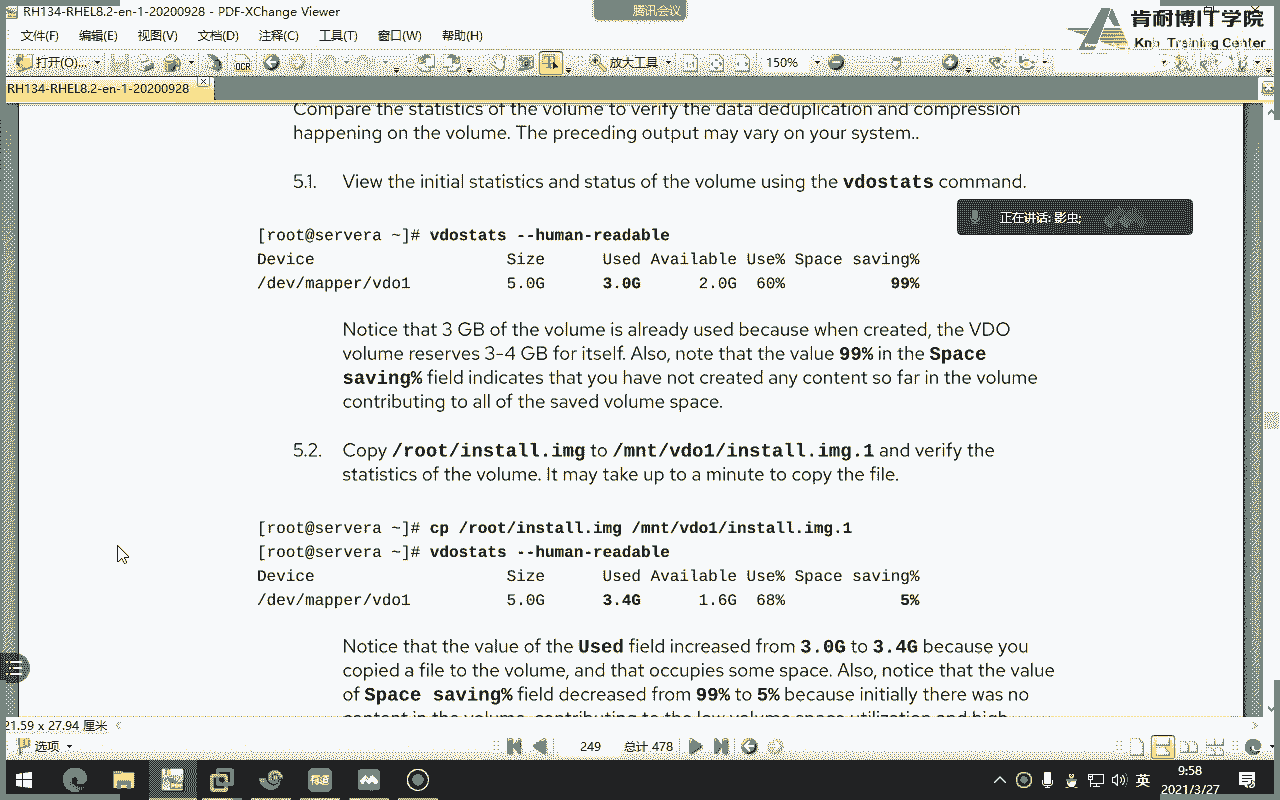 RH134-RHEL8.2-en-1-20200928 - PDF-XChange Viewer
腾讯会议
肯耐博IT学院
Knb Training Center
文件(F) 编辑(E) 视图(V) 文档(D) 注释(C) 工具(T) 窗口(W) 帮助(H)
打开(O)... OCR 放大工具 150%
RH134-RHEL8.2-en-1-20200928
Compare the statistics of the volume to verify the data deduplication and compression
happening on the volume. The preceding output may vary on your system..
5.1. View the initial statistics and status of the volume using the vdostats command.
正在讲话: 影虫;
[root@servera ~]# vdostats --human-readable
Device Size Used Available Use% Space saving%
/dev/mapper/vdo1 5.0G 3.0G 2.0G 60% 99%
Notice that 3 GB of the volume is already used because when created, the VDO
volume reserves 3-4 GB for itself. Also, note that the value 99% in the Space
saving% field indicates that you have not created any content so far in the volume
contributing to all of the saved volume space.
5.2. Copy /root/install.img to /mnt/vdo1/install.img.1 and verify the
statistics of the volume. It may take up to a minute to copy the file.
[root@servera ~]# cp /root/install.img /mnt/vdo1/install.img.1
[root@servera ~]# vdostats --human-readable
Device Size Used Available Use% Space saving%
/dev/mapper/vdo1 5.0G 3.4G 1.6G 68% 5%
Notice that the value of the Used field increased from 3.0G to 3.4G because you
copied a file to the volume, and that occupies some space. Also, notice that the value
of Space saving% field decreased from 99% to 5% because initially there was no
content in the volume, contributing to the low volume space utilization and high
21.59 x 27.94 厘米
选项 249 总计 478
英
9:58
2021/3/27